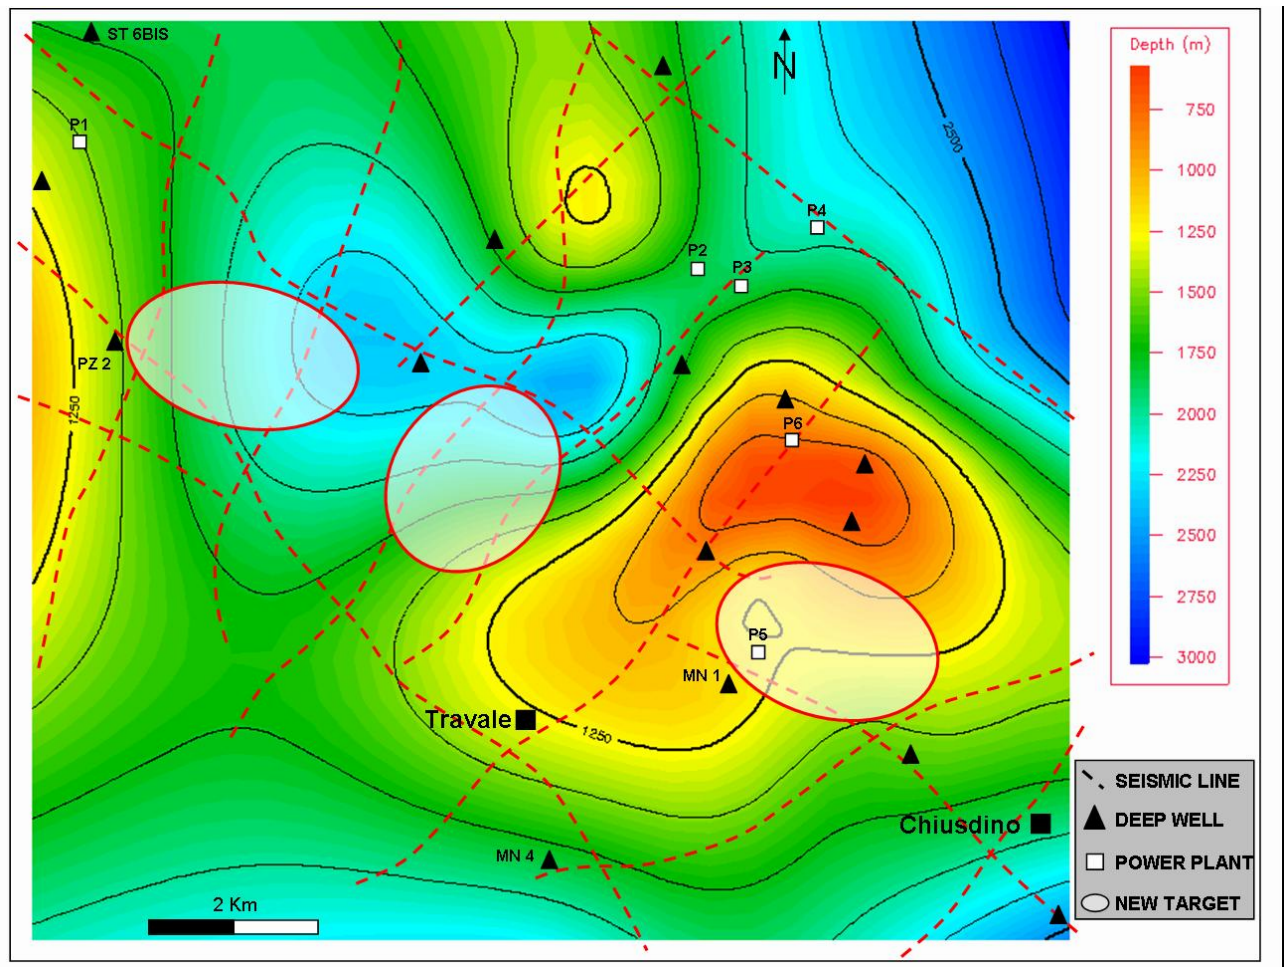 ST 6BIS
N
Depth (m)
750
1000
1250
1500
1750
2000
2250
2500
2750
3000
P1
2500
P4
P2
P3
PZ 2
1250
P6
P5
MN 1
Travale
1250
Chiusdino
MN 4
2 Km
SEISMIC LINE
DEEP WELL
POWER PLANT
NEW TARGET